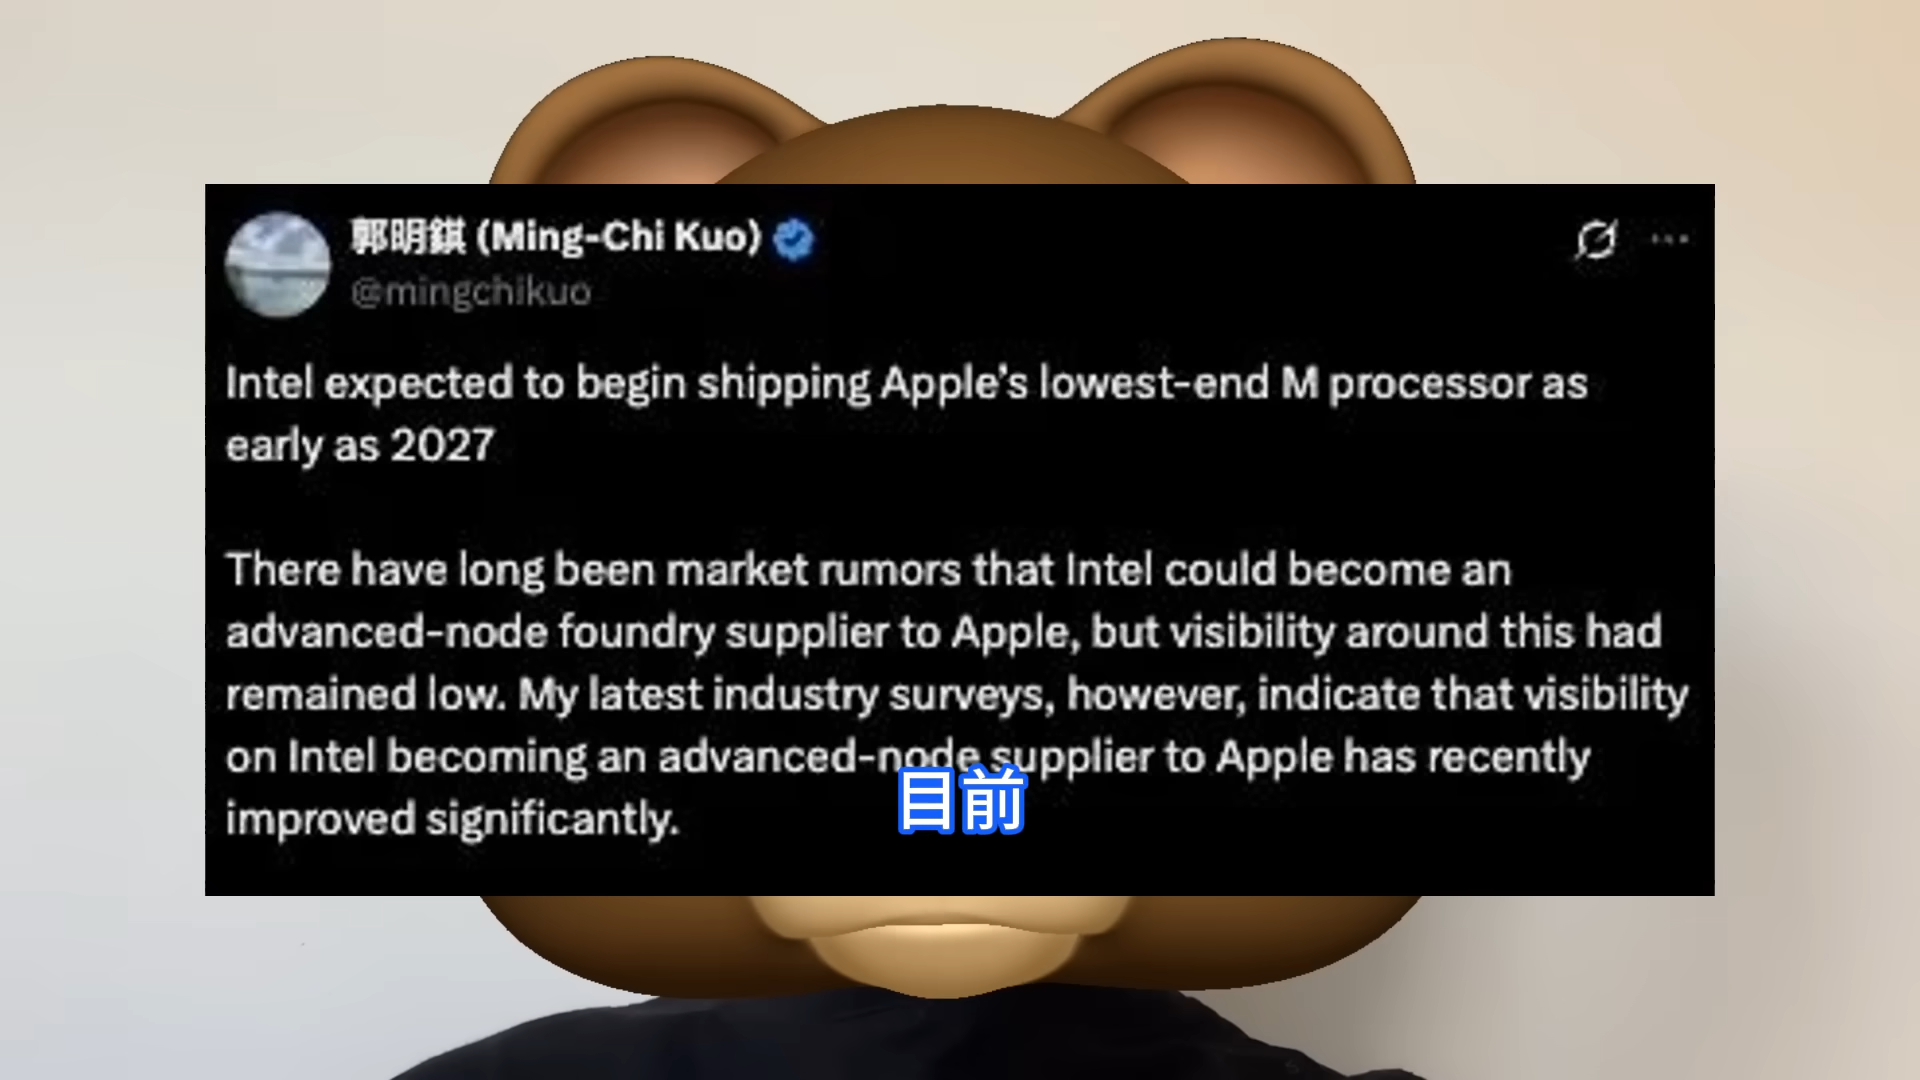 郭明錤 (Ming-Chi Kuo)
@mingchikuo
Intel expected to begin shipping Apple's lowest-end M processor as
early as 2027
There have long been market rumors that Intel could become an
advanced-node foundry supplier to Apple, but visibility around this had
remained low. My latest industry surveys, however, indicate that visibility
on Intel becoming an advanced-node supplier to Apple has recently
improved significantly.
目前